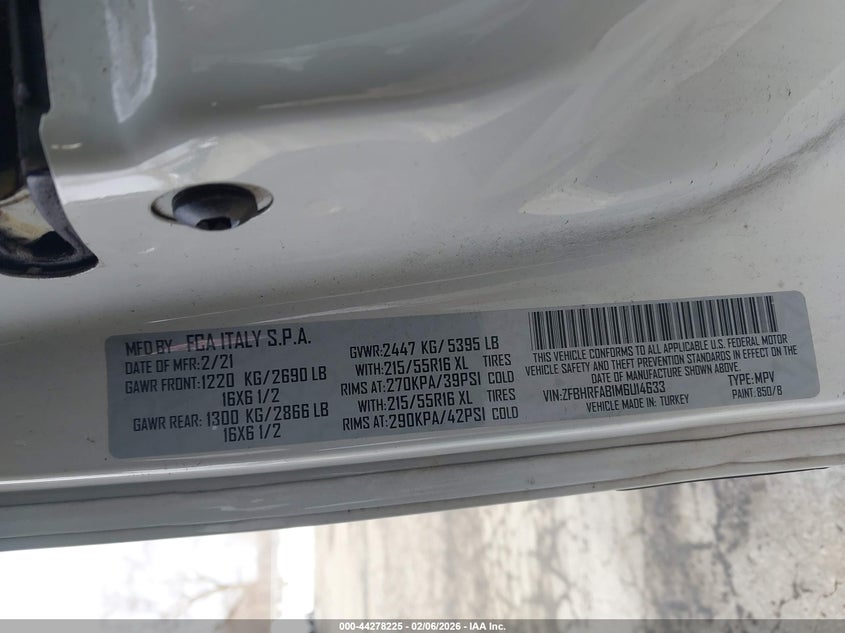 MFD BY: FCA ITALY S.P.A.
DATE OF MFR: 2/21
GAWR FRONT: 1220 KG/2690 LB
16X6 1/2
GAWR REAR: 1300 KG/2866 LB
16X6 1/2
GVWR: 2447 KG/ 5395 LB
WITH: 215/55R16 XL TIRES
RIMS AT: 270KPA/39PSI COLD
WITH: 215/55R16 XL TIRES
RIMS AT: 290KPA/42PSI COLD
THIS VEHICLE CONFORMS TO ALL APPLICABLE U.S. FEDERAL MOTOR
VEHICLE SAFETY AND THEFT PREVENTION STANDARDS IN EFFECT ON THE
DATE OF MANUFACTURE SHOWN ABOVE.
VIN: ZFBHRFAB1M6U14633 TYPE: MPV
VEHICLE MADE IN: TURKEY PAINT: 850/B
000-44278225 - 02/06/2026 - IAA Inc.